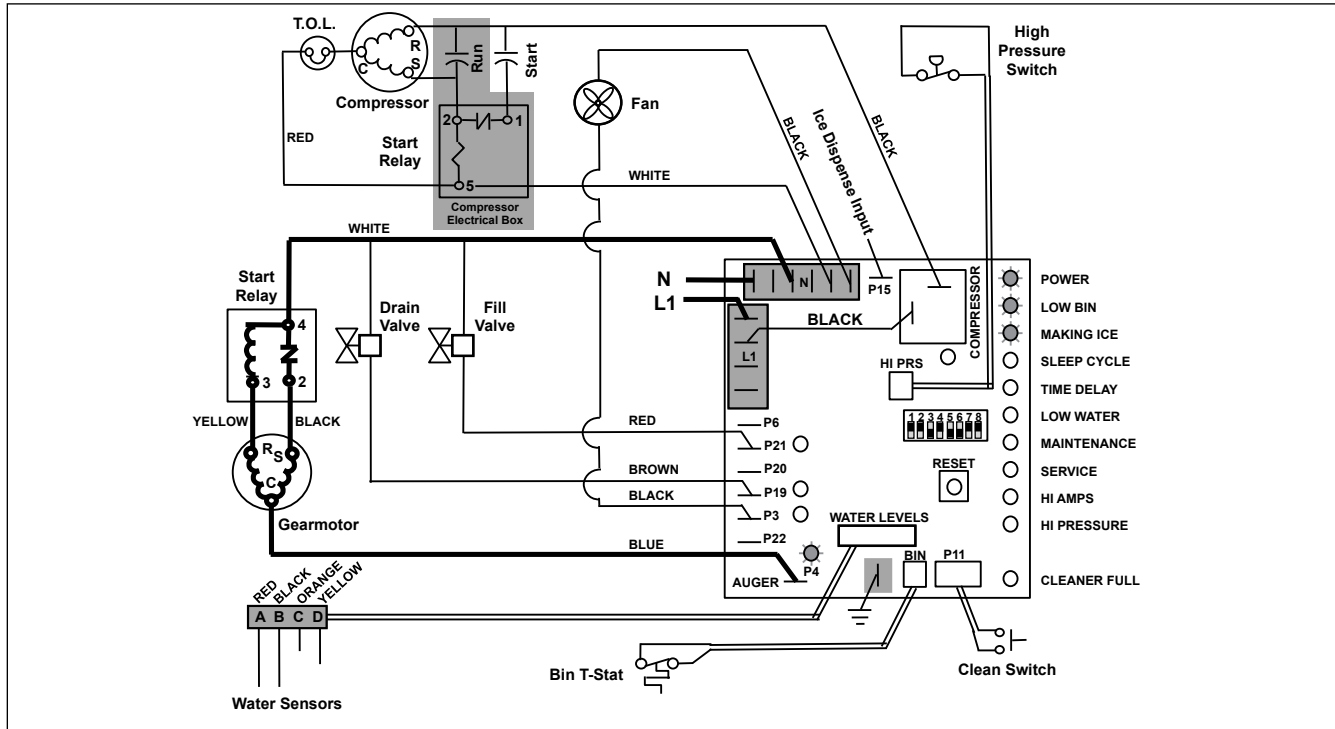 T.O.L.
R
S
C
Compressor
Run
Start
RED
2
1
Start
Relay
5
Compressor
Electrical Box
WHITE
Fan
BLACK
Ice Dispense Input
BLACK
High
Pressure
Switch
WHITE
Start
Relay
4
3
2
YELLOW
BLACK
R
S
C
Gearmotor
Drain
Valve
Fill
Valve
N
L1
N
P15
BLACK
L1
COMPRESSOR
HI PRS
1 2 3 4 5 6 7 8
RESET
POWER
LOW BIN
MAKING ICE
SLEEP CYCLE
TIME DELAY
LOW WATER
MAINTENANCE
SERVICE
HI AMPS
HI PRESSURE
CLEANER FULL
RED
BROWN
BLACK
BLUE
P6
P21
P20
P19
P3
P22
P4
AUGER
WATER LEVELS
BIN
P11
RED
BLACK
ORANGE
YELLOW
A B C D
Water Sensors
Bin T-Stat
Clean Switch